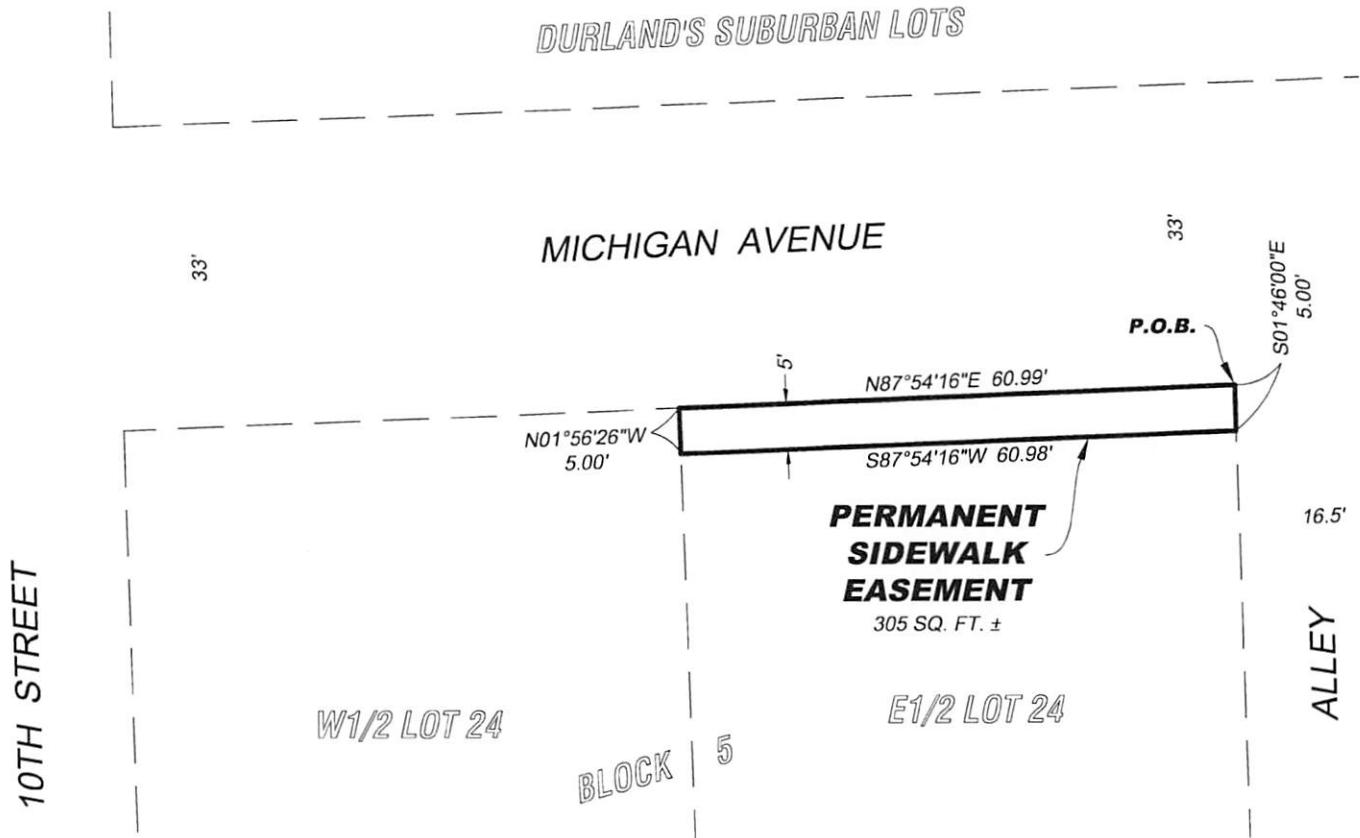 DURLAND'S SUBURBAN LOTS
MICHIGAN AVENUE
33'
33'
P.O.B.
S01°46'00"E
5.00'
5'
N87°54'16"E 60.99'
N01°56'26"W
5.00'
S87°54'16"W 60.98'
PERMANENT
SIDEWALK
EASEMENT
305 SQ. FT. ±
16.5'
10TH STREET
ALLEY
W1/2 LOT 24
E1/2 LOT 24
BLOCK 5